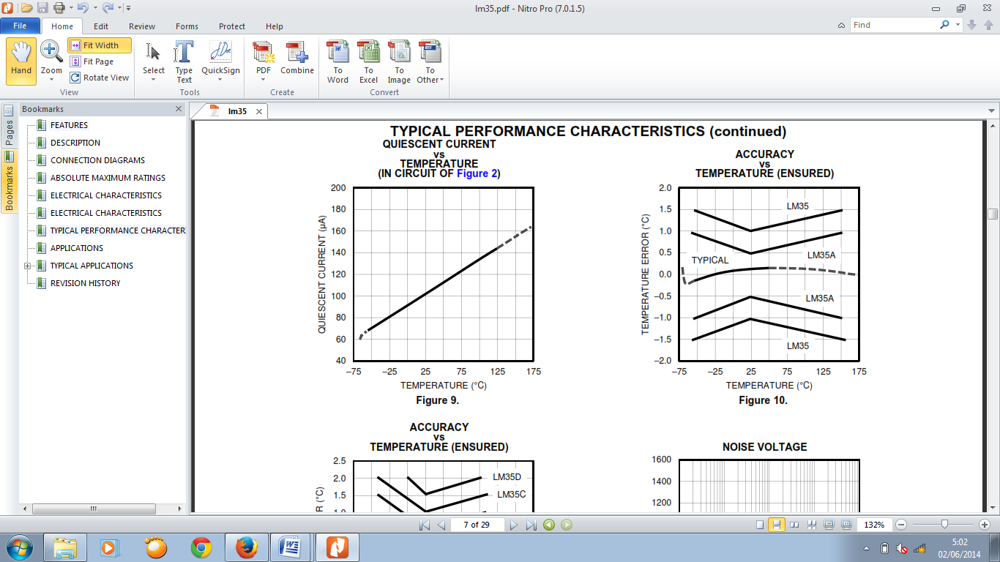 lm35.pdf - Nitro Pro (7.0.1.5)
File Home Edit Review Forms Protect Help Find
Hand Zoom Fit Width Fit Page Rotate View
View
Select Type Text QuickSign
Tools
PDF Combine
Create
To Word To Excel To Image To Other
Convert
Pages
Bookmarks
Bookmarks
FEATURES
DESCRIPTION
CONNECTION DIAGRAMS
ABSOLUTE MAXIMUM RATINGS
ELECTRICAL CHARACTERISTICS
ELECTRICAL CHARACTERISTICS
TYPICAL PERFORMANCE CHARACTER
APPLICATIONS
TYPICAL APPLICATIONS
REVISION HISTORY
lm35
TYPICAL PERFORMANCE CHARACTERISTICS (continued)
QUIESCENT CURRENT
vs
TEMPERATURE
(IN CIRCUIT OF Figure 2)
200
180
160
140
120
100
80
60
40
QUIESCENT CURRENT (µA)
–75 –25 25 75 125 175
TEMPERATURE (°C)
Figure 9.
ACCURACY
vs
TEMPERATURE (ENSURED)
2.0
1.5
1.0
0.5
0.0
–0.5
–1.0
–1.5
–2.0
TEMPERATURE ERROR (°C)
LM35
LM35A
TYPICAL
LM35A
LM35
–75 –25 25 75 125 175
TEMPERATURE (°C)
Figure 10.
ACCURACY
vs
TEMPERATURE (ENSURED)
2.5
2.0
1.5
1.0
R (°C)
LM35D
LM35C
NOISE VOLTAGE
1600
1400
1200
7 of 29
132%
5:02
02/06/2014